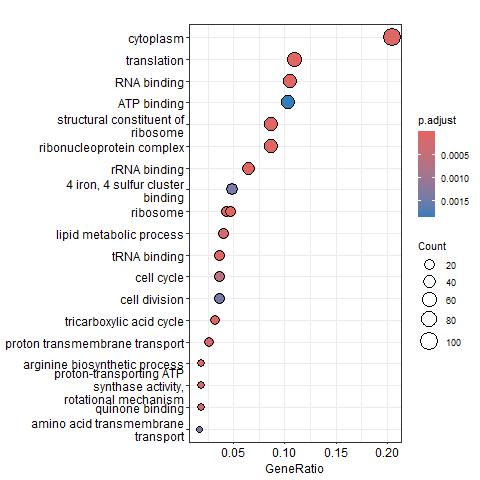 cytoplasm
translation
RNA binding
ATP binding
structural constituent of
ribosome
ribonucleoprotein complex
rRNA binding
4 iron, 4 sulfur cluster
binding
ribosome
lipid metabolic process
tRNA binding
cell cycle
cell division
tricarboxylic acid cycle
proton transmembrane transport
arginine biosynthetic process
proton-transporting ATP
synthase activity,
rotational mechanism
quinone binding
amino acid transmembrane
transport
0.05 0.10 0.15 0.20
GeneRatio
p.adjust
0.0005
0.0010
0.0015
Count
20
40
60
80
100